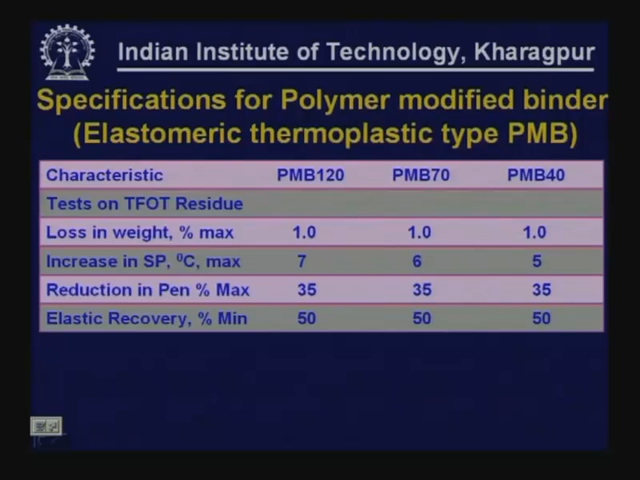 Indian Institute of Technology, Kharagpur
Specifications for Polymer modified binder
(Elastomeric thermoplastic type PMB)
Characteristic PMB120 PMB70 PMB40
Tests on TFOT Residue
Loss in weight, % max 1.0 1.0 1.0
Increase in SP, ⁰C, max 7 6 5
Reduction in Pen % Max 35 35 35
Elastic Recovery, % Min 50 50 50